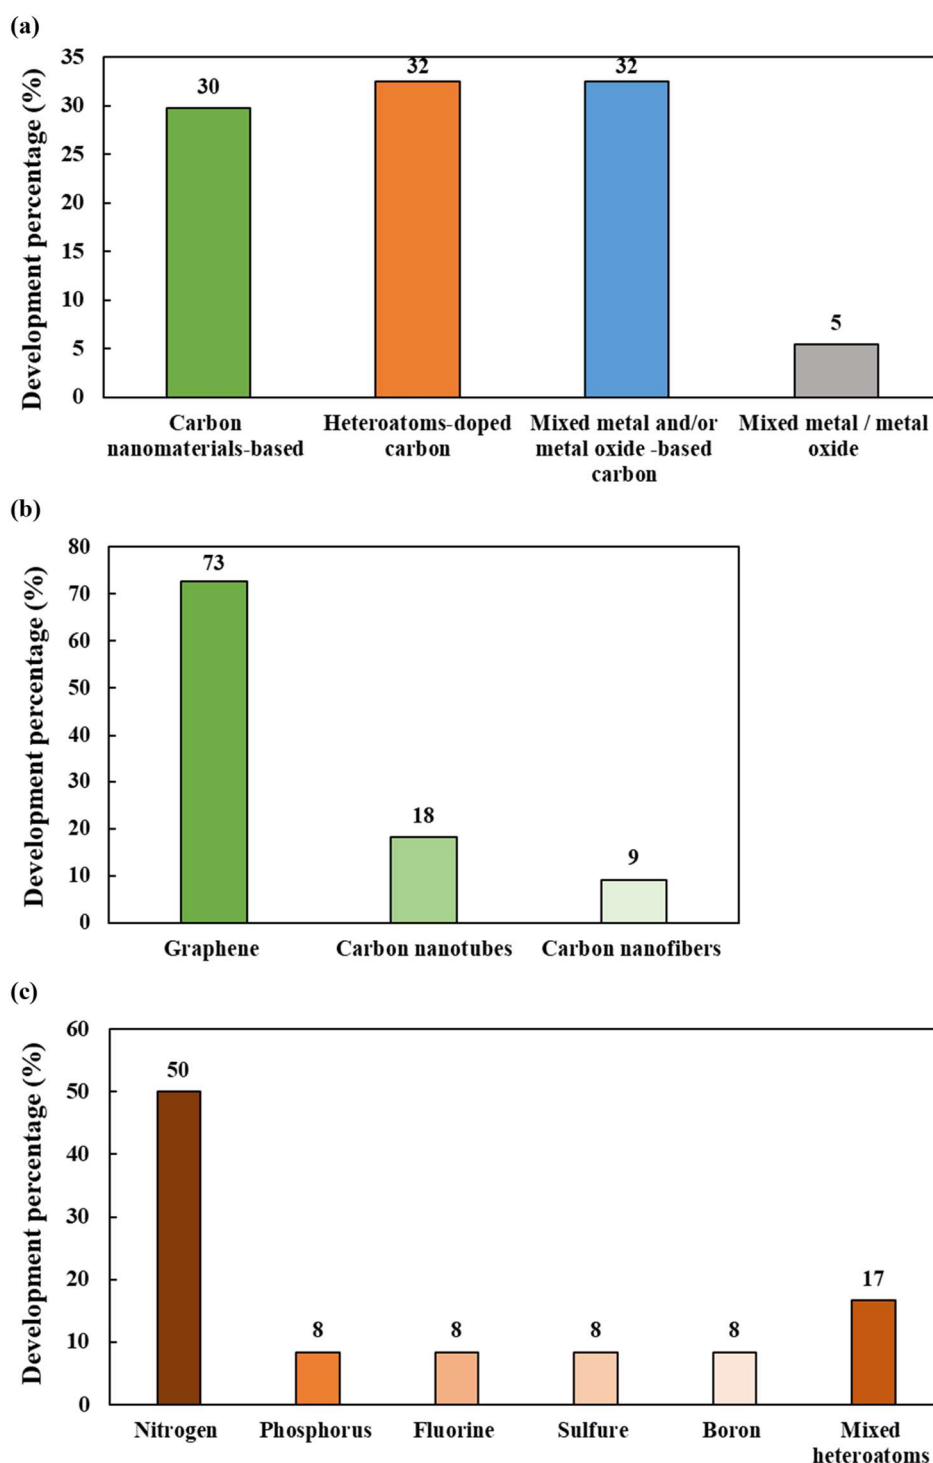 (a)
Development percentage (%)
35
30
25
20
15
10
5
0
30
32
32
5
Carbon
nanomaterials-based
Heteroatoms-doped
carbon
Mixed metal and/or
metal oxide -based
carbon
Mixed metal / metal
oxide
(b)
Development percentage (%)
80
70
60
50
40
30
20
10
0
73
18
9
Graphene
Carbon nanotubes
Carbon nanofibers
(c)
Development percentage (%)
60
50
40
30
20
10
0
50
8
8
8
8
17
Nitrogen
Phosphorus
Fluorine
Sulfure
Boron
Mixed
heteroatoms